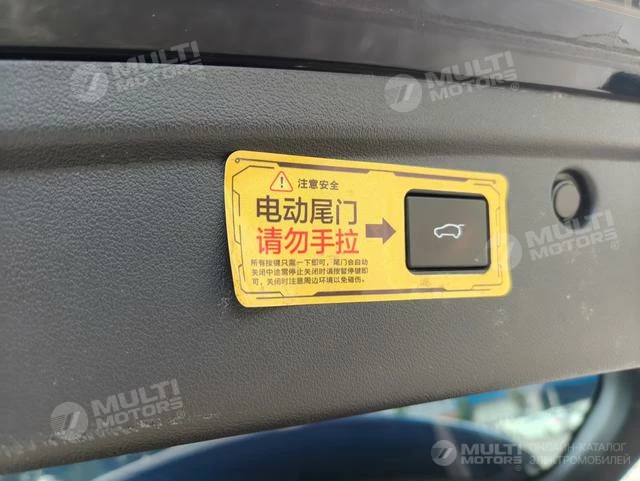 MULTI
MOTORS
MULTI
MOTORS
注意安全
电动尾门
请勿手拉
所有按键只需一下即可，尾门会自动
关闭中途需停止关闭时请按暂停键即
可，关闭时注意周边环境以免碰伤。
MULTI
MOTORS
MULTI
MOTORS
MULTI
MOTORS
ОНЛАЙН-КАТАЛОГ
ЭЛЕКТРОМОБИЛЕЙ